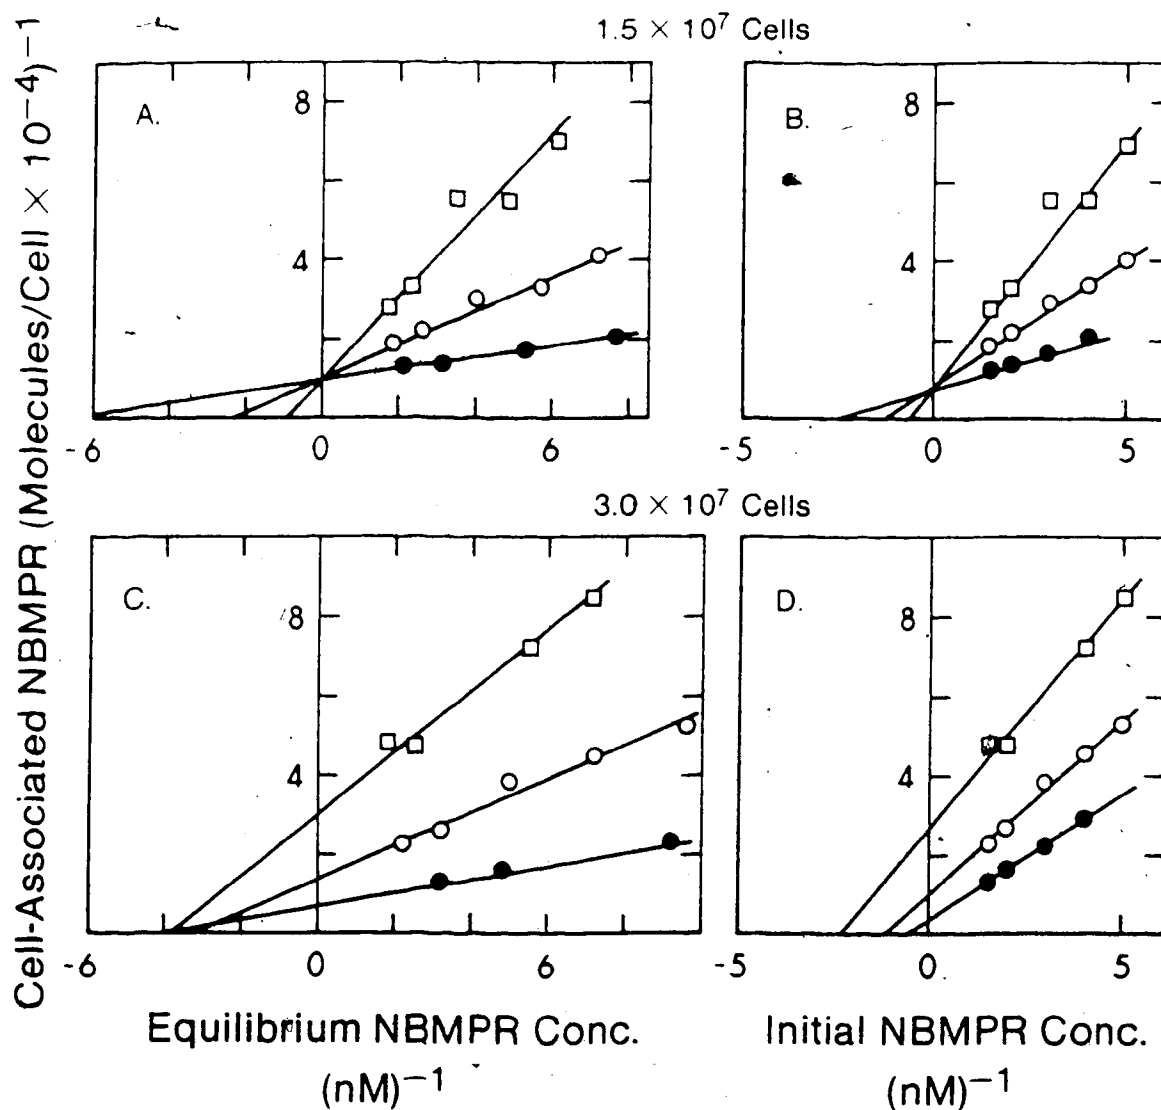 Cell-Associated NBMPR (Molecules/Cell × 10⁻⁴)⁻¹
1.5 × 10⁷ Cells
A.
8
4
-6 0 6
B.
8
4
-5 0 5
3.0 × 10⁷ Cells
C.
8
4
-6 0 6
D.
8
4
-5 0 5
Equilibrium NBMPR Conc.
(nM)⁻¹
Initial NBMPR Conc.
(nM)⁻¹